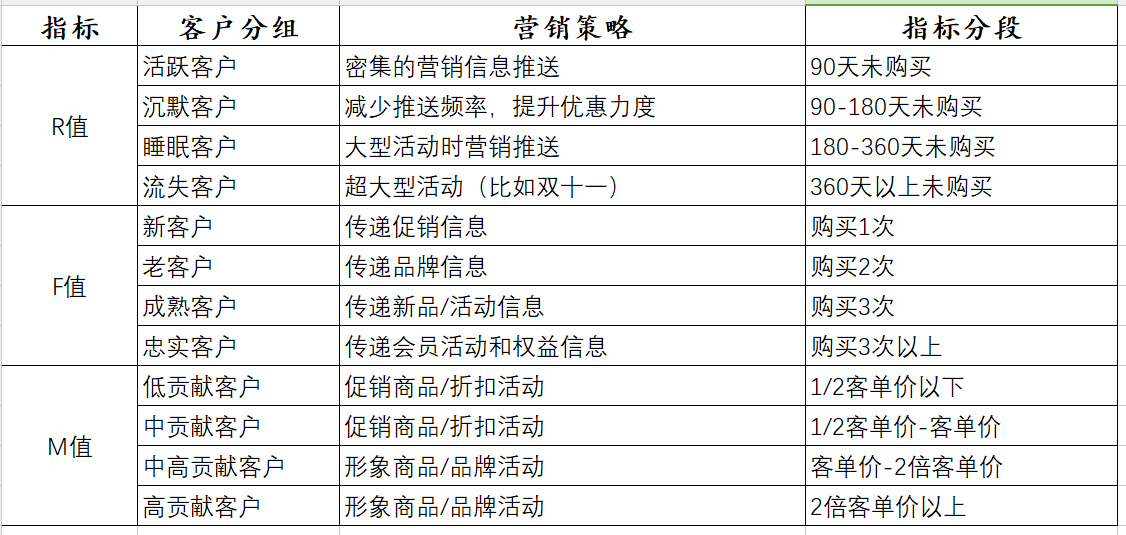 指标 客户分组 营销策略 指标分段
R值
活跃客户 密集的营销信息推送 90天未购买
沉默客户 减少推送频率，提升优惠力度 90-180天未购买
睡眠客户 大型活动时营销推送 180-360天未购买
流失客户 超大型活动（比如双十一） 360天以上未购买
F值
新客户 传递促销信息 购买1次
老客户 传递品牌信息 购买2次
成熟客户 传递新品/活动信息 购买3次
忠实客户 传递会员活动和权益信息 购买3次以上
M值
低贡献客户 促销商品/折扣活动 1/2客单价以下
中贡献客户 促销商品/折扣活动 1/2客单价-客单价
中高贡献客户 形象商品/品牌活动 客单价-2倍客单价
高贡献客户 形象商品/品牌活动 2倍客单价以上